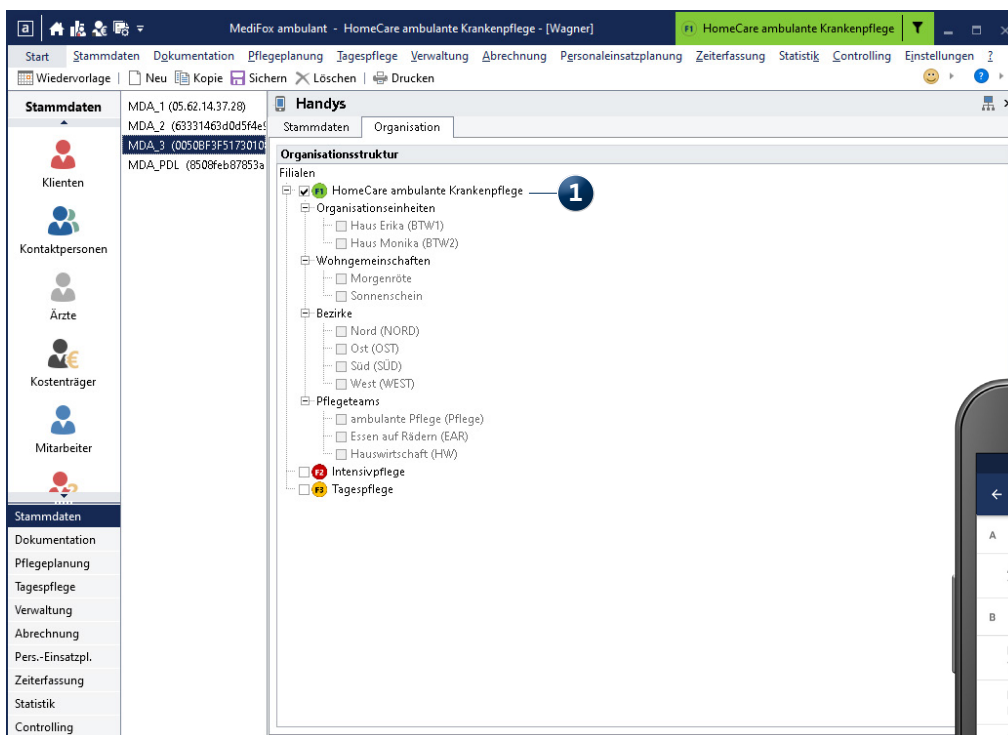 a MediFox ambulant - HomeCare ambulante Krankenpflege - [Wagner] F1 HomeCare ambulante Krankenpflege
Start Stammdaten Dokumentation Pflegeplanung Tagespflege Verwaltung Abrechnung Personaleinsatzplanung Zeiterfassung Statistik Controlling Einstellungen ?
Wiedervorlage Neu Kopie Sichern Löschen Drucken ?
Stammdaten
Klienten
Kontaktpersonen
Ärzte
Kostenträger
Mitarbeiter
Stammdaten
Dokumentation
Pflegeplanung
Tagespflege
Verwaltung
Abrechnung
Pers.-Einsatzpl.
Zeiterfassung
Statistik
Controlling
MDA_1 (05.62.14.37.28)
MDA_2 (63331463d0d5f4e
MDA_3 (0050BF3F5173010
MDA_PDL (8508feb87853a
Handys
Stammdaten Organisation
Organisationsstruktur
Filialen
F1 HomeCare ambulante Krankenpflege 1
Organisationseinheiten
Haus Erika (BTW1)
Haus Monika (BTW2)
Wohngemeinschaften
Morgenröte
Sonnenschein
Bezirke
Nord (NORD)
Ost (OST)
Süd (SÜD)
West (WEST)
Pflegeteams
ambulante Pflege (Pflege)
Essen auf Rädern (EAR)
Hauswirtschaft (HW)
F2 Intensivpflege
F3 Tagespflege
A
B